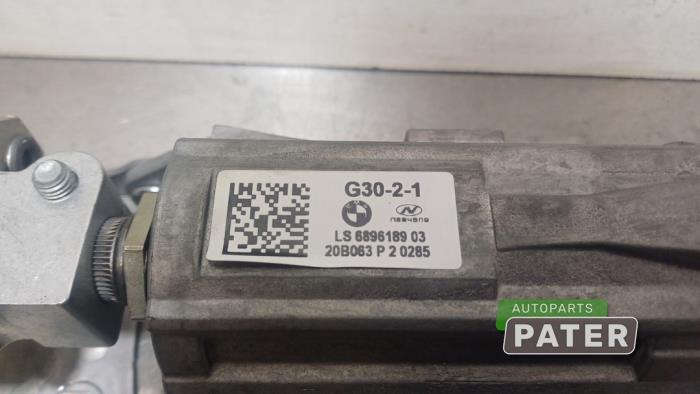 G30-2-1
LS 6896189 03
20B063 P 2 0285
AUTOPARTS
PATER